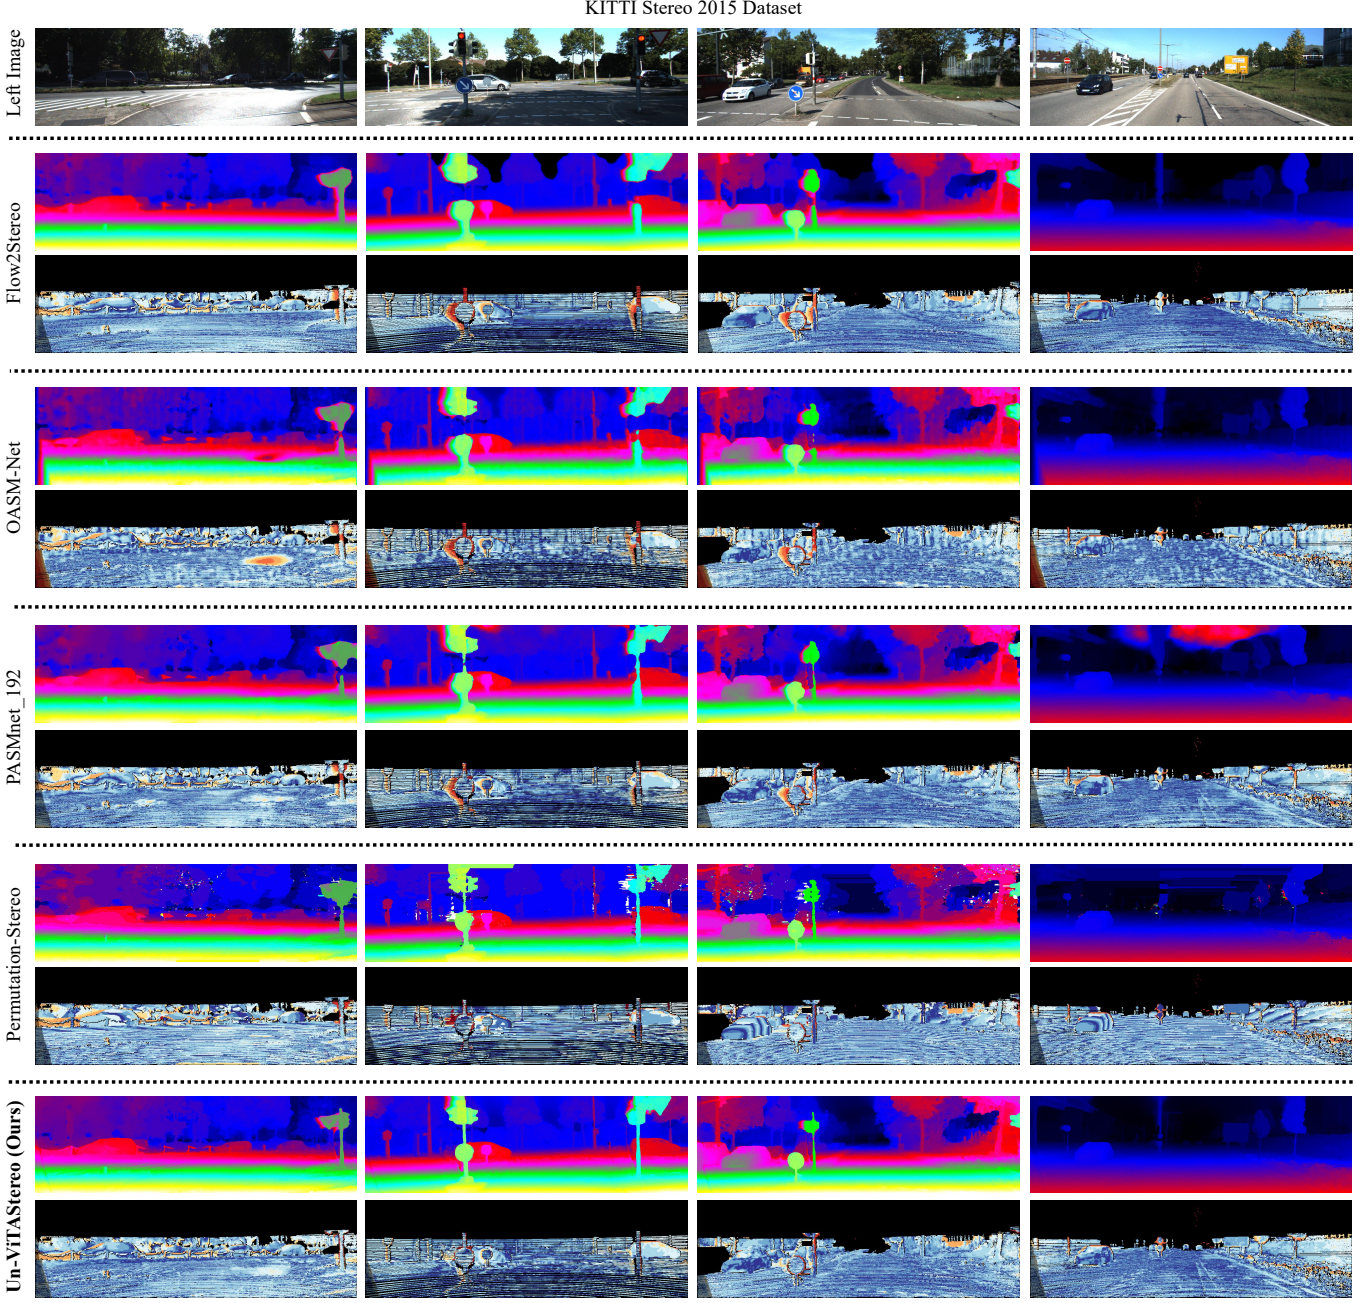 KITTI Stereo 2015 Dataset
Left Image
Flow2Stereo
OASM-Net
PASMnet_192
Permutation-Stereo
Un-ViTAStereo (Ours)